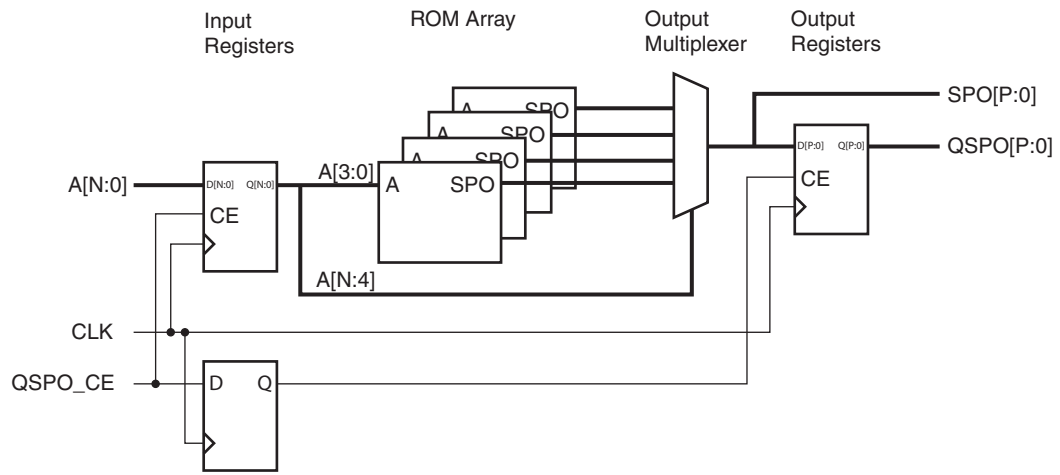 Input
Registers
ROM Array
Output
Multiplexer
Output
Registers
A SPO
A SPO
A SPO
A SPO
SPO[P:0]
QSPO[P:0]
D[P:0] Q[P:0]
CE
A[N:0]
D[N:0] Q[N:0]
CE
A[3:0]
A[N:4]
CLK
QSPO_CE
D Q